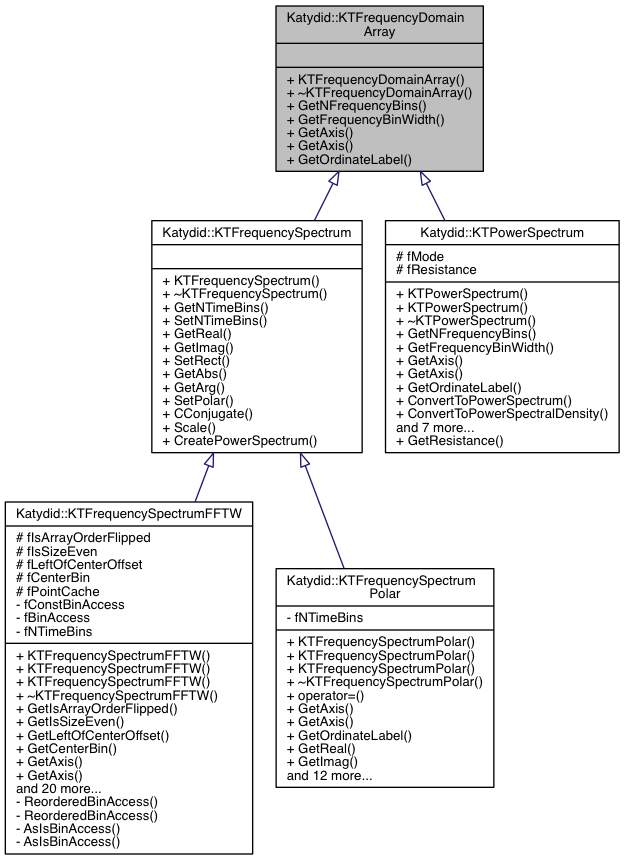 Katydid::KTFrequencyDomain
Array
+ KTFrequencyDomainArray()
+ ~KTFrequencyDomainArray()
+ GetNFrequencyBins()
+ GetFrequencyBinWidth()
+ GetAxis()
+ GetAxis()
+ GetOrdinateLabel()
Katydid::KTFrequencySpectrum
+ KTFrequencySpectrum()
+ ~KTFrequencySpectrum()
+ GetNTimeBins()
+ SetNTimeBins()
+ GetReal()
+ GetImag()
+ SetRect()
+ GetAbs()
+ GetArg()
+ SetPolar()
+ CConjugate()
+ Scale()
+ CreatePowerSpectrum()
Katydid::KTPowerSpectrum
# fMode
# fResistance
+ KTPowerSpectrum()
+ KTPowerSpectrum()
+ ~KTPowerSpectrum()
+ GetNFrequencyBins()
+ GetFrequencyBinWidth()
+ GetAxis()
+ GetAxis()
+ GetOrdinateLabel()
+ ConvertToPowerSpectrum()
+ ConvertToPowerSpectralDensity()
and 7 more...
+ GetResistance()
Katydid::KTFrequencySpectrumFFTW
# fIsArrayOrderFlipped
# fIsSizeEven
# fLeftOfCenterOffset
# fCenterBin
# fPointCache
- fConstBinAccess
- fBinAccess
- fNTimeBins
+ KTFrequencySpectrumFFTW()
+ KTFrequencySpectrumFFTW()
+ KTFrequencySpectrumFFTW()
+ ~KTFrequencySpectrumFFTW()
+ GetIsArrayOrderFlipped()
+ GetIsSizeEven()
+ GetLeftOfCenterOffset()
+ GetCenterBin()
+ GetAxis()
+ GetAxis()
and 20 more...
- ReorderedBinAccess()
- ReorderedBinAccess()
- AsIsBinAccess()
- AsIsBinAccess()
Katydid::KTFrequencySpectrum
Polar
- fNTimeBins
+ KTFrequencySpectrumPolar()
+ KTFrequencySpectrumPolar()
+ KTFrequencySpectrumPolar()
+ ~KTFrequencySpectrumPolar()
+ operator=()
+ GetAxis()
+ GetAxis()
+ GetOrdinateLabel()
+ GetReal()
+ GetImag()
and 12 more...